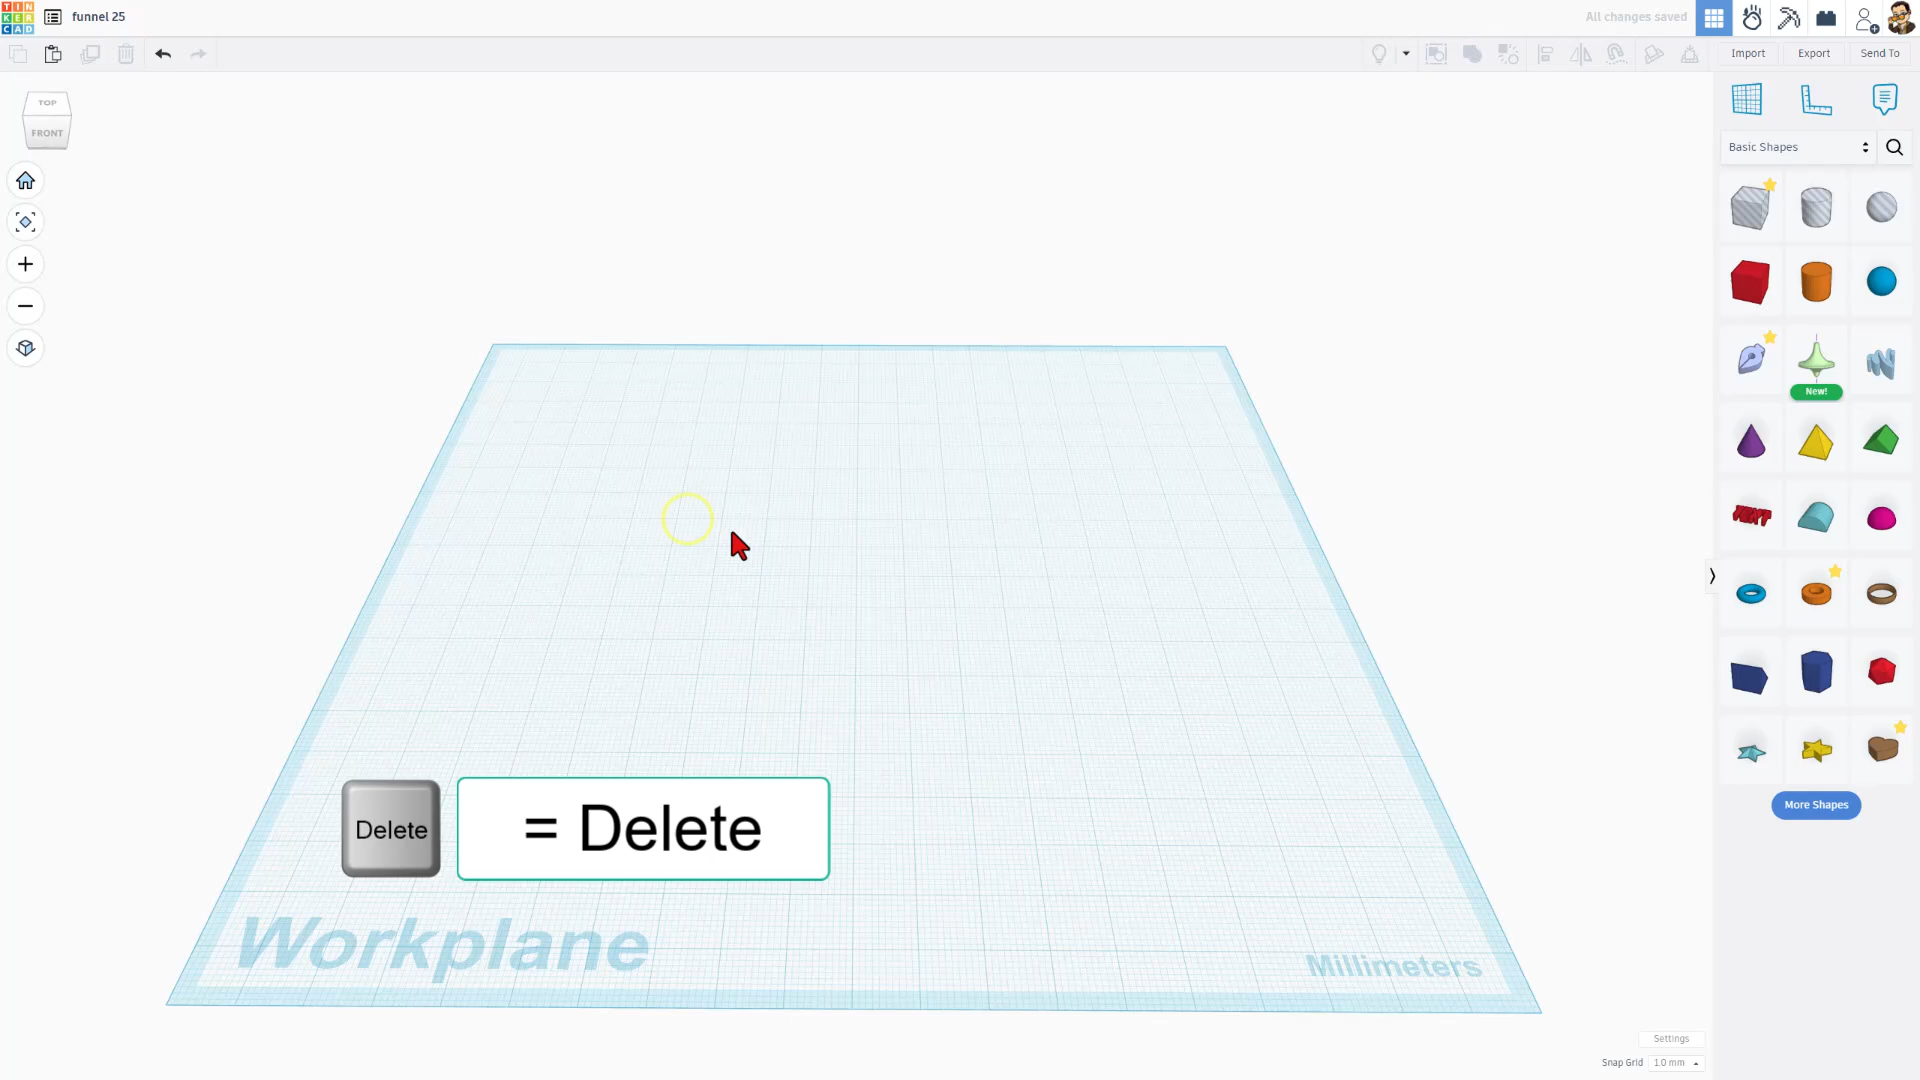 TIN
KER
CAD
funnel 25
All changes saved
Import
Export
Send To
TOP
FRONT
Basic Shapes
New!
TEXT
More Shapes
Delete
= Delete
Workplane
Millimeters
Settings
Snap Grid
1.0 mm